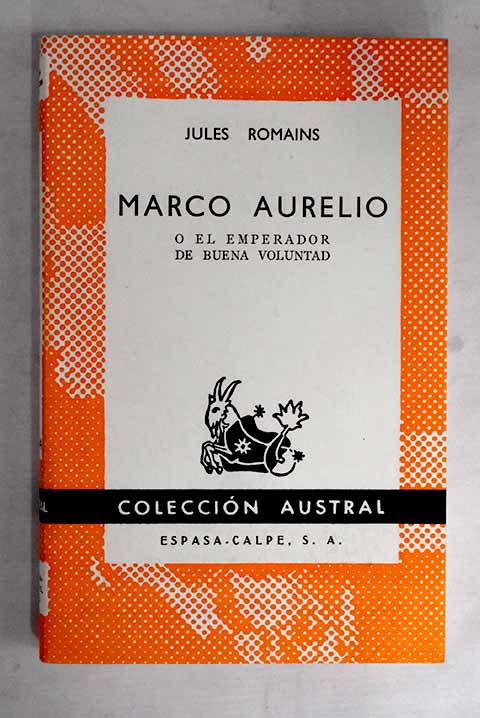 JULES ROMAINS
MARCO AURELIO
O EL EMPERADOR
DE BUENA VOLUNTAD
COLECCIÓN AUSTRAL
ESPASA-CALPE, S. A.